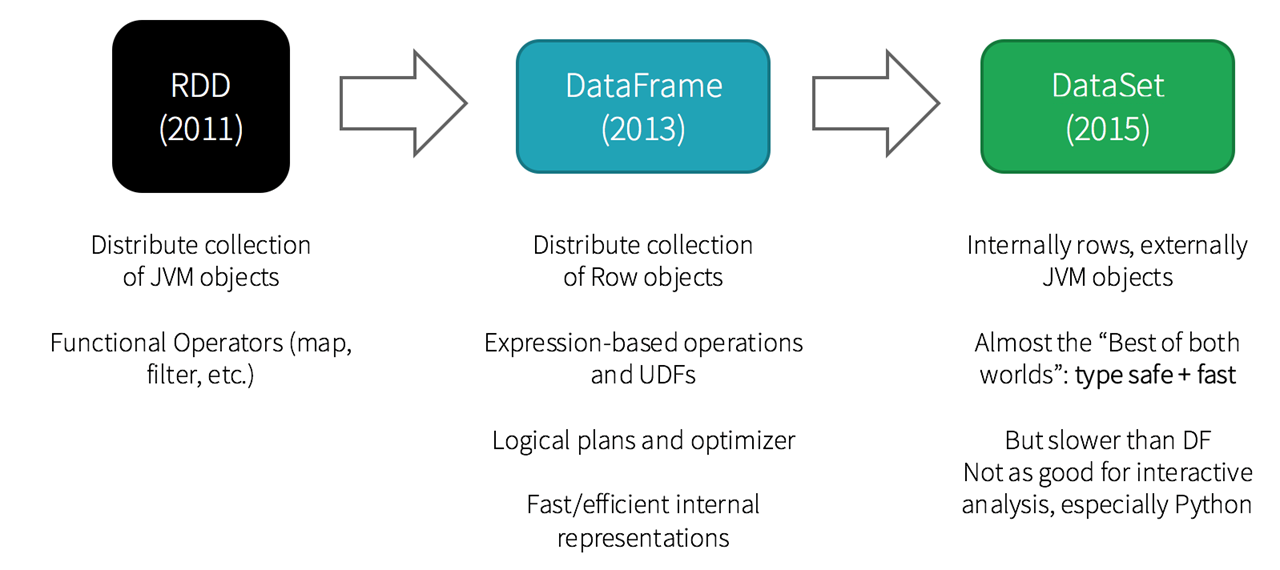 RDD
(2011)
DataFrame
(2013)
DataSet
(2015)
Distribute collection
of JVM objects
Functional Operators (map,
filter, etc.)
Distribute collection
of Row objects
Expression-based operations
and UDFs
Logical plans and optimizer
Fast/efficient internal
representations
Internally rows, externally
JVM objects
Almost the “Best of both
worlds”: type safe + fast
But slower than DF
Not as good for interactive
analysis, especially Python